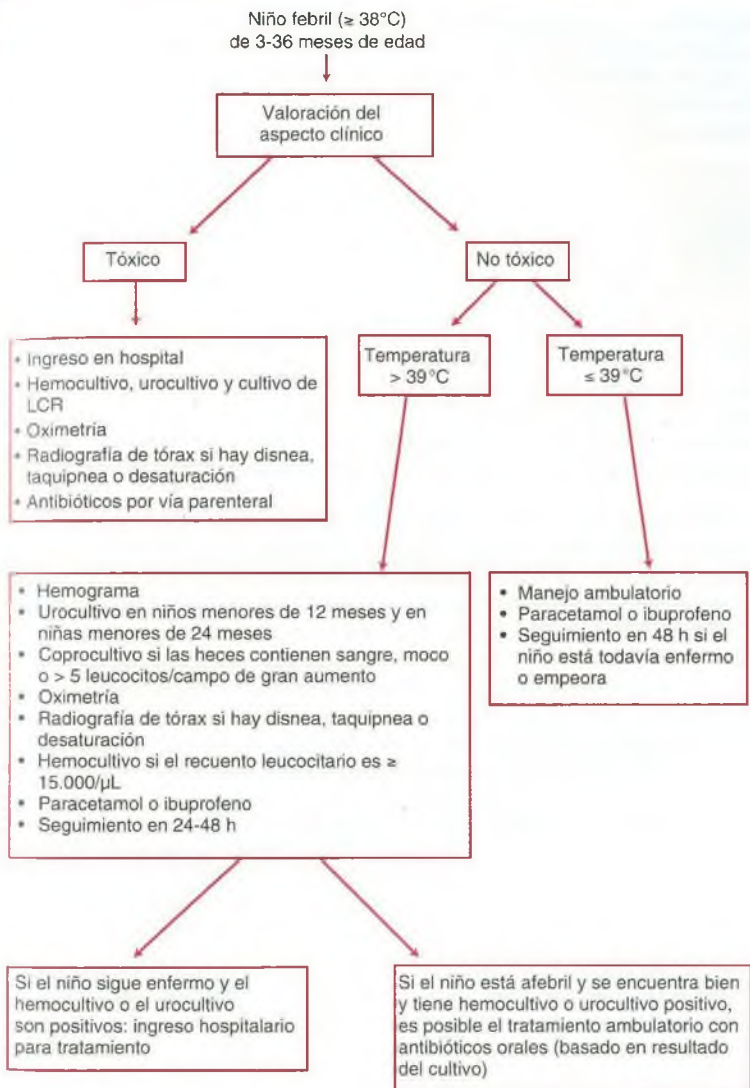 Niño febril (≥ 38°C)
de 3-36 meses de edad
Valoración del
aspecto clínico
Tóxico
No tóxico
• Ingreso en hospital
• Hemocultivo, urocultivo y cultivo de
LCR
• Oximetría
• Radiografía de tórax si hay disnea,
taquipnea o desaturación
• Antibióticos por vía parenteral
Temperatura
> 39°C
Temperatura
≤ 39°C
• Hemograma
• Urocultivo en niños menores de 12 meses y en
niñas menores de 24 meses
• Coprocultivo si las heces contienen sangre, moco
o > 5 leucocitos/campo de gran aumento
• Oximetría
• Radiografía de tórax si hay disnea, taquipnea o
desaturación
• Hemocultivo si el recuento leucocitario es ≥
15.000/µL
• Paracetamol o ibuprofeno
• Seguimiento en 24-48 h
• Manejo ambulatorio
• Paracetamol o ibuprofeno
• Seguimiento en 48 h si el
niño está todavía enfermo
o empeora
Si el niño sigue enfermo y el
hemocultivo o el urocultivo
son positivos: ingreso hospitalario
para tratamiento
Si el niño está afebril y se encuentra bien
y tiene hemocultivo o urocultivo positivo,
es posible el tratamiento ambulatorio con
antibióticos orales (basado en resultado
del cultivo)